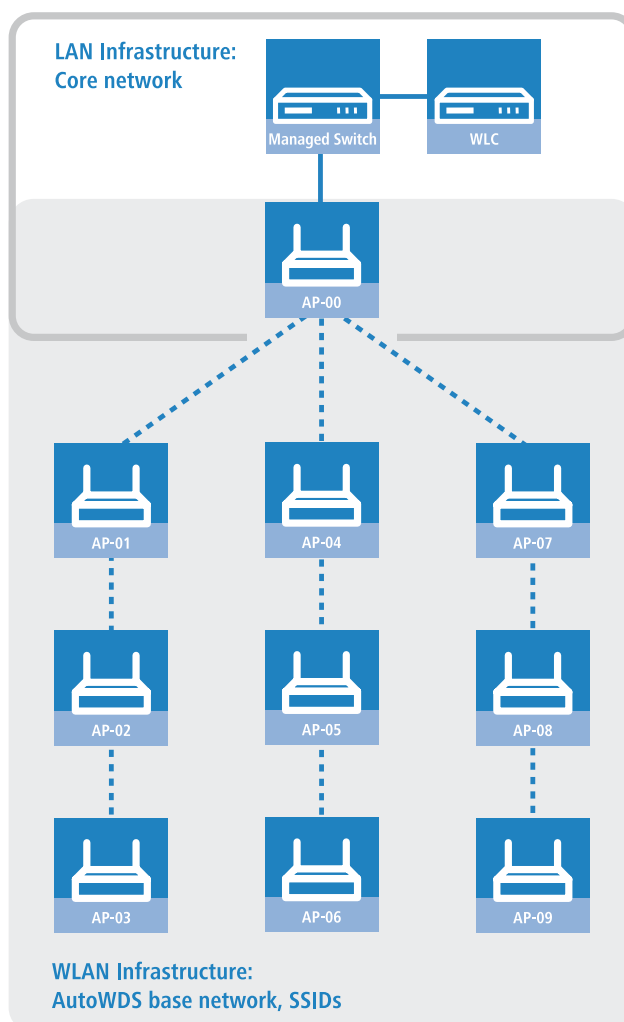 LAN Infrastructure:
Core network
Managed Switch
WLC
AP-00
AP-01
AP-04
AP-07
AP-02
AP-05
AP-08
AP-03
AP-06
AP-09
WLAN Infrastructure:
AutoWDS base network, SSIDs